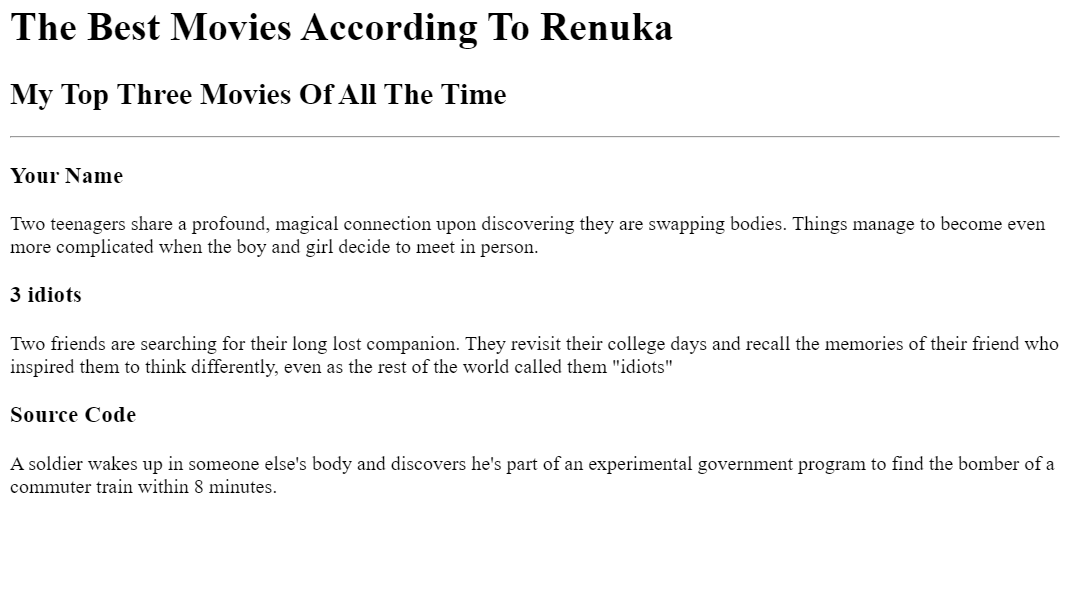 The Best Movies According To Renuka
My Top Three Movies Of All The Time
Your Name
Two teenagers share a profound, magical connection upon discovering they are swapping bodies. Things manage to become even
more complicated when the boy and girl decide to meet in person.
3 idiots
Two friends are searching for their long lost companion. They revisit their college days and recall the memories of their friend who
inspired them to think differently, even as the rest of the world called them "idiots"
Source Code
A soldier wakes up in someone else's body and discovers he's part of an experimental government program to find the bomber of a
commuter train within 8 minutes.